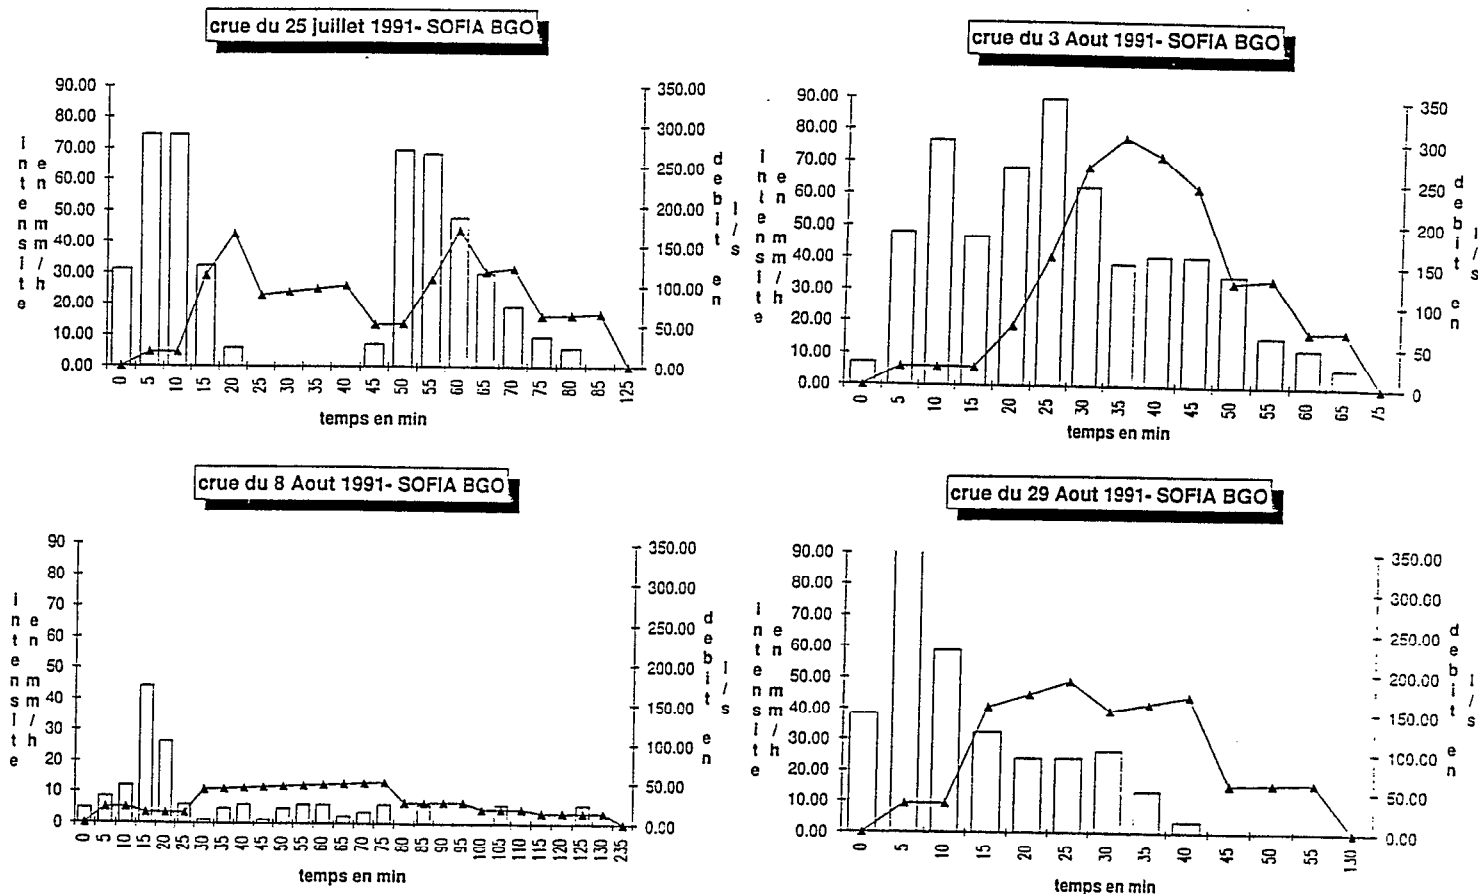 crue du 25 juillet 1991- SOFIA BGO
90.00
80.00
70.00
60.00
50.00
40.00
30.00
20.00
10.00
0.00
intensite
en mm/h
350.00
300.00
250.00
200.00
150.00
100.00
50.00
0.00
debit en
l/s
0 5 10 15 20 25 30 35 40 45 50 55 60 65 70 75 80 85 125
temps en min
crue du 3 Aout 1991- SOFIA BGO
90.00
80.00
70.00
60.00
50.00
40.00
30.00
20.00
10.00
0.00
intensite
en mm/h
350
300
250
200
150
100
50
0
debits en
l/s
0 5 10 15 20 25 30 35 40 45 50 55 60 65 75
temps en min
crue du 8 Aout 1991- SOFIA BGO
90
80
70
60
50
40
30
20
10
0
intensite
en mm/h
350.00
300.00
250.00
200.00
150.00
100.00
50.00
0.00
debit en
l/s
0 5 10 15 20 25 30 35 40 45 50 55 60 65 70 75 80 85 90 95 100 105 110 115 120 125 130 235
temps en min
crue du 29 Aout 1991- SOFIA BGO
90.00
80.00
70.00
60.00
50.00
40.00
30.00
20.00
10.00
0.00
intensite
en mm/h
350.00
300.00
250.00
200.00
150.00
100.00
50.00
0.00
debit en
l/s
0 5 10 15 20 25 30 35 40 45 50 55 130
temps en min